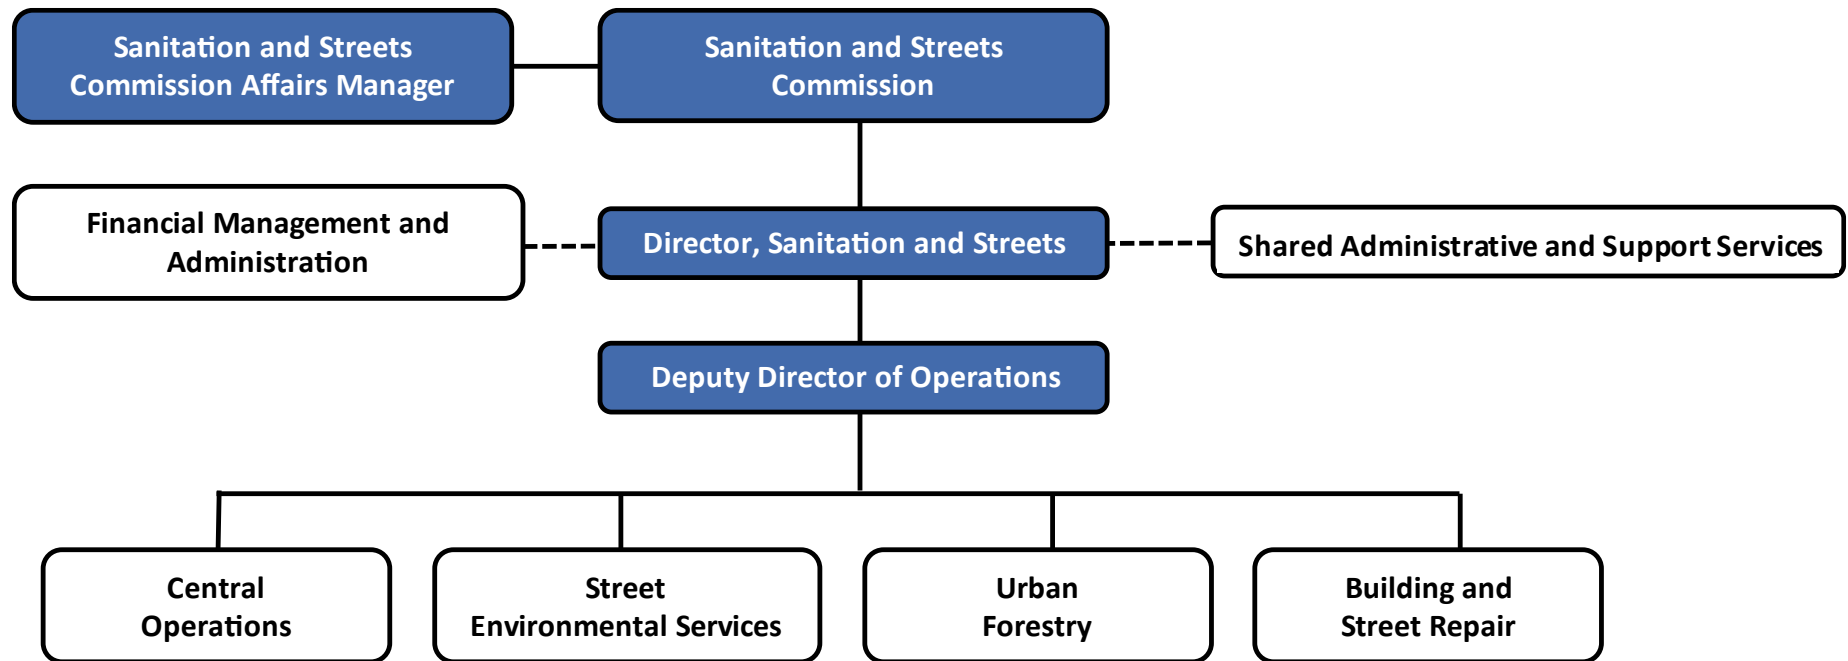 Sanitation and Streets
Commission Affairs Manager
Sanitation and Streets
Commission
Financial Management and
Administration
Director, Sanitation and Streets
Shared Administrative and Support Services
Deputy Director of Operations
Central
Operations
Street
Environmental Services
Urban
Forestry
Building and
Street Repair